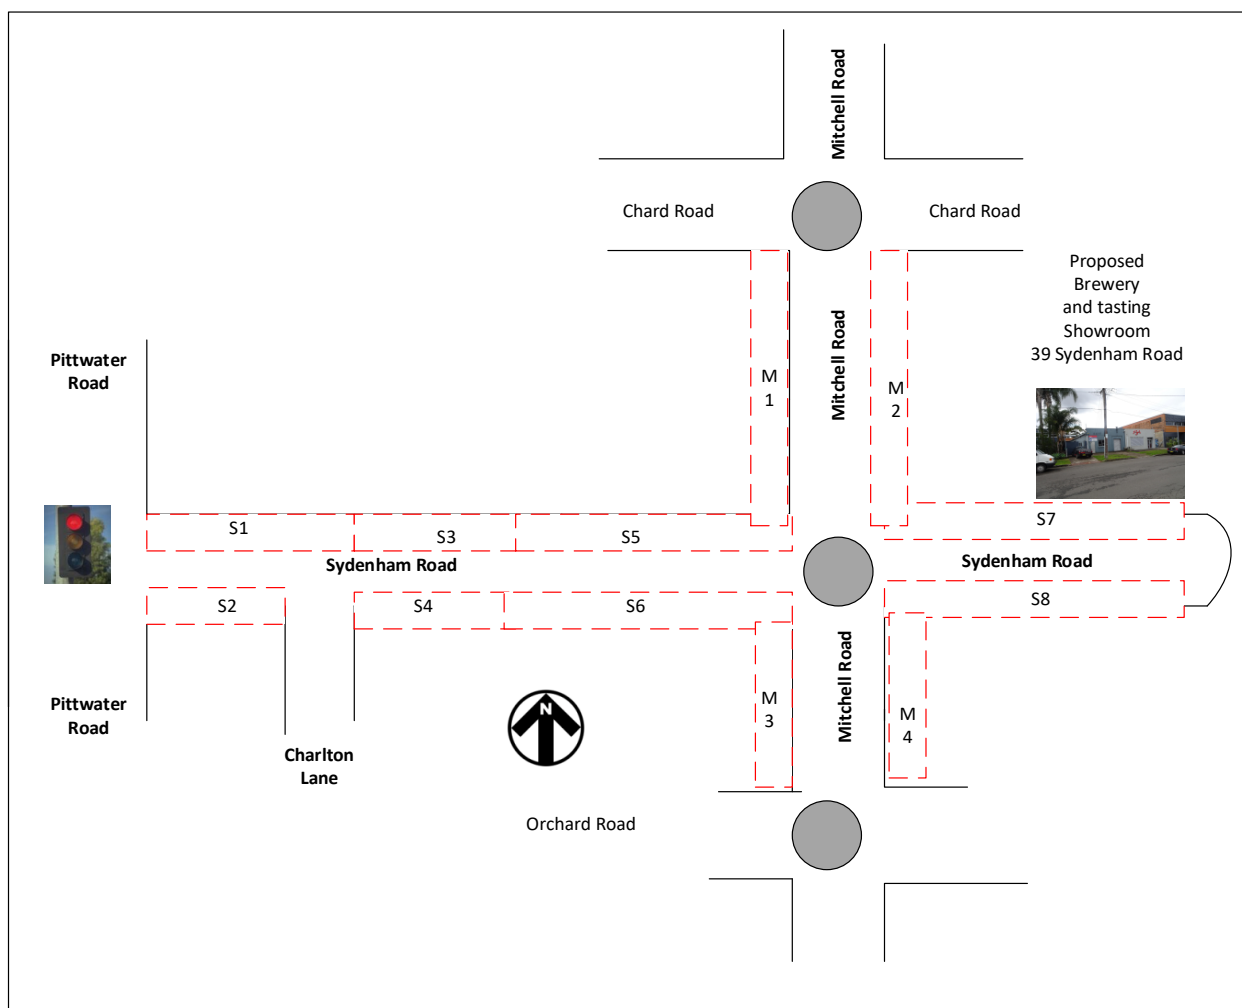 Mitchell Road
Chard Road
Chard Road
Proposed
Brewery
and tasting
Showroom
39 Sydenham Road
Pittwater
Road
Mitchell Road
M
1
M
2
S1
S3
S5
S7
Sydenham Road
Sydenham Road
S2
S4
S6
S8
Pittwater
Road
M
3
Mitchell Road
M
4
N
Charlton
Lane
Orchard Road